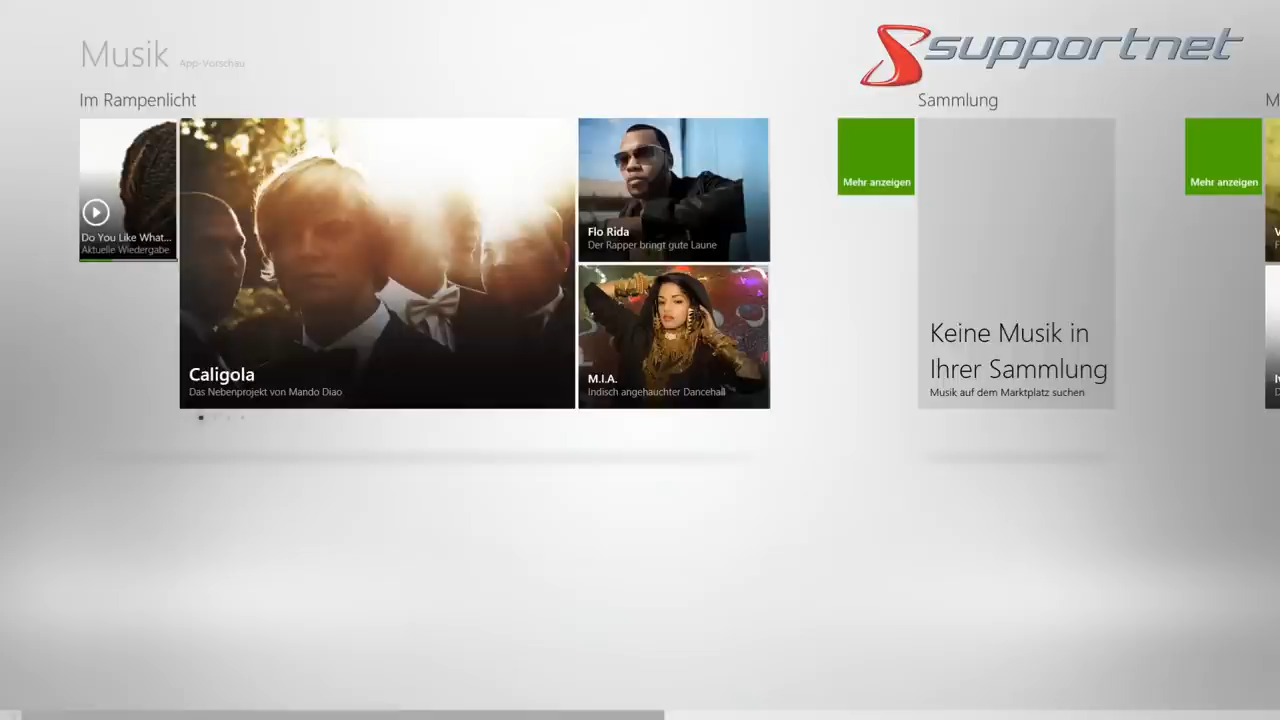 Musik App-Vorschau
supportnet
Im Rampenlicht
Do You Like What...
Aktuelle Wiedergabe
Caligola
Das Nebenprojekt von Mando Diao
Flo Rida
Der Rapper bringt gute Laune
M.I.A.
Indisch angehauchter Dancehall
Sammlung
Mehr anzeigen
Keine Musik in
Ihrer Sammlung
Musik auf dem Marktplatz suchen
Mehr anzeigen